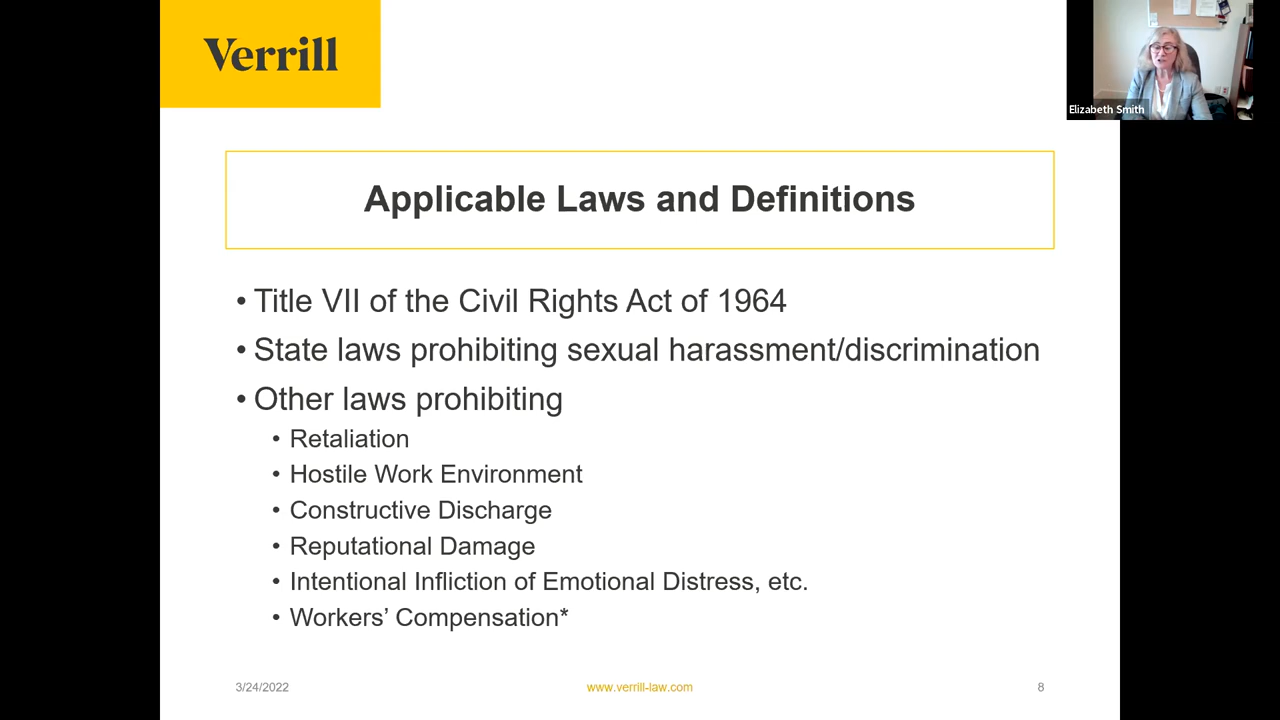 Verrill
Elizabeth Smith
Applicable Laws and Definitions
• Title VII of the Civil Rights Act of 1964
• State laws prohibiting sexual harassment/discrimination
• Other laws prohibiting
• Retaliation
• Hostile Work Environment
• Constructive Discharge
• Reputational Damage
• Intentional Infliction of Emotional Distress, etc.
• Workers’ Compensation*
3/24/2022
www.verrill-law.com
8